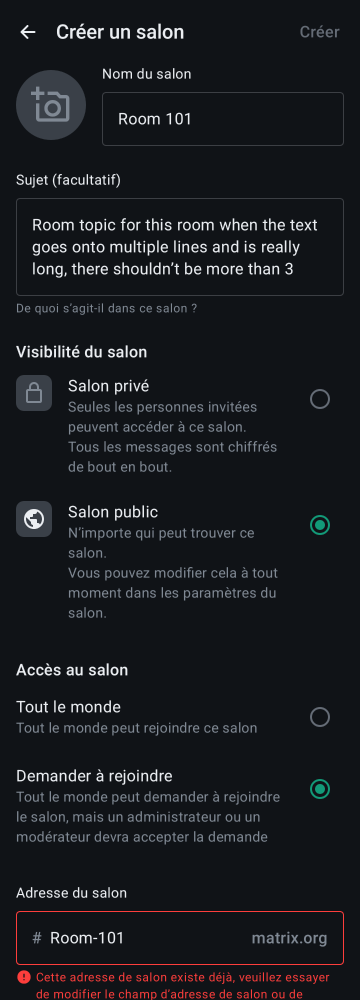 Créer un salon
Créer
Nom du salon
Room 101
Sujet (facultatif)
Room topic for this room when the text
goes onto multiple lines and is really
long, there shouldn’t be more than 3
De quoi s’agit-il dans ce salon ?
Visibilité du salon
Salon privé
Seules les personnes invitées
peuvent accéder à ce salon.
Tous les messages sont chiffrés
de bout en bout.
Salon public
N’importe qui peut trouver ce
salon.
Vous pouvez modifier cela à tout
moment dans les paramètres du
salon.
Accès au salon
Tout le monde
Tout le monde peut rejoindre ce salon
Demander à rejoindre
Tout le monde peut demander à rejoindre
le salon, mais un administrateur ou un
modérateur devra accepter la demande
Adresse du salon
# Room-101 matrix.org
Cette adresse de salon existe déjà, veuillez essayer
de modifier le champ d’adresse de salon ou de